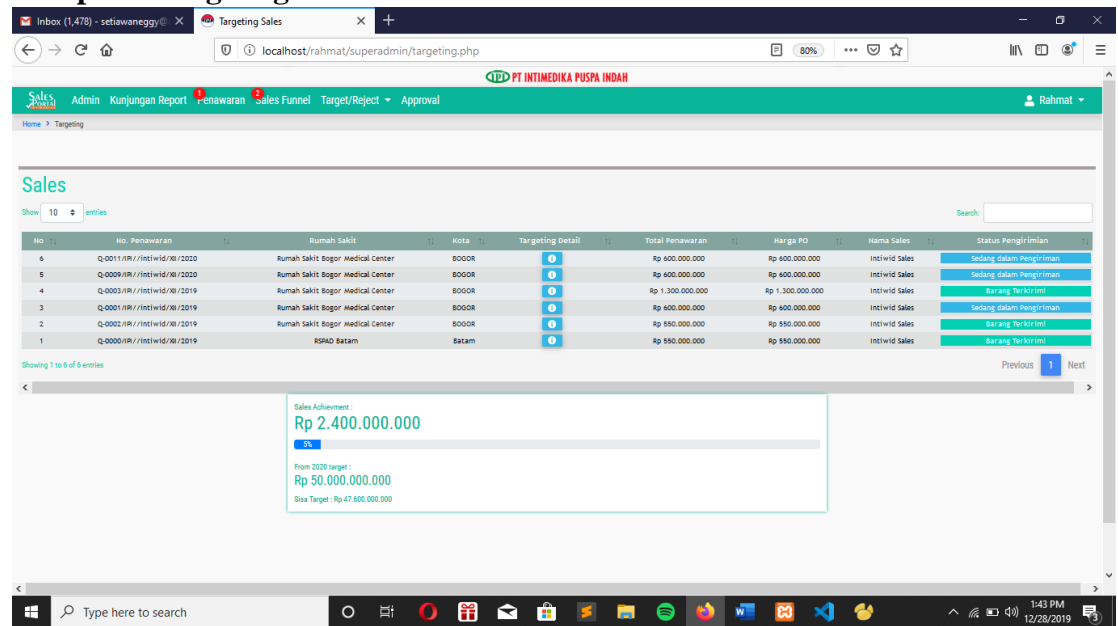 Inbox (1,478) - setiawaneggy@ Targeting Sales
localhost/rahmat/superadmin/targeting.php 80%
IPI PT INTIMEDIKA PUSPA INDAH
Sales Portal Admin Kunjungan Report 1 Penawaran 2 Sales Funnel Target/Reject Approval Rahmat
Home > Targeting
Sales
Show 10 entries Search:
No No. Penawaran Rumah Sakit Kota Targeting Detail Total Penawaran Harga PO Nama Sales Status Pengirimian
6 Q-0011/IPI//intiwid/XI/2020 Rumah Sakit Bogor Medical Center BOGOR Rp 600.000.000 Rp 600.000.000 Intiwid Sales Sedang dalam Pengiriman
5 Q-0009/IPI//intiwid/XII/2020 Rumah Sakit Bogor Medical Center BOGOR Rp 600.000.000 Rp 600.000.000 Intiwid Sales Sedang dalam Pengiriman
4 Q-0003/IPI//intiwid/XII/2019 Rumah Sakit Bogor Medical Center BOGOR Rp 1.300.000.000 Rp 1.300.000.000 Intiwid Sales Barang Terkirim!
3 Q-0001/IPI//intiwid/XII/2019 Rumah Sakit Bogor Medical Center BOGOR Rp 600.000.000 Rp 600.000.000 Intiwid Sales Sedang dalam Pengiriman
2 Q-0002/IPI//intiwid/XII/2019 Rumah Sakit Bogor Medical Center BOGOR Rp 550.000.000 Rp 550.000.000 Intiwid Sales Barang Terkirim!
1 Q-0000/IPI//intiwid/XII/2019 RSPAD Batam Batam Rp 550.000.000 Rp 550.000.000 Intiwid Sales Barang Terkirim!
Showing 1 to 6 of 6 entries Previous 1 Next
Sales Achievment :
Rp 2.400.000.000
5%
From 2020 target :
Rp 50.000.000.000
Sisa Target : Rp 47.600.000.000
Type here to search 1:43 PM
12/28/2019